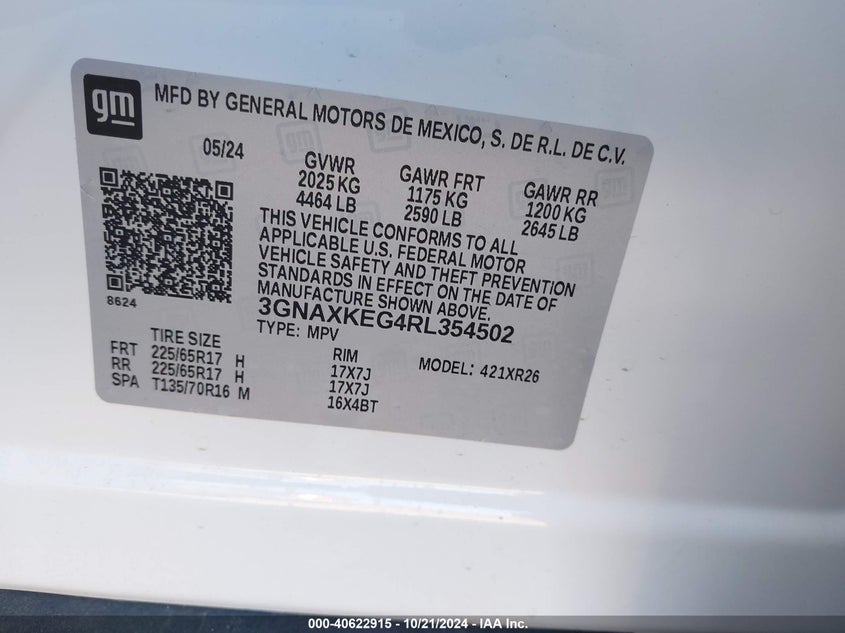 gm
MFD BY GENERAL MOTORS DE MEXICO, S. DE R.L. DE C.V.
05/24
GVWR
2025 KG
4464 LB
GAWR FRT
1175 KG
2590 LB
GAWR RR
1200 KG
2645 LB
THIS VEHICLE CONFORMS TO ALL
APPLICABLE U.S. FEDERAL MOTOR
VEHICLE SAFETY AND THEFT PREVENTION
STANDARDS IN EFFECT ON THE DATE OF
MANUFACTURE SHOWN ABOVE.
8624
3GNAXKEG4RL354502
TYPE: MPV
MODEL: 421XR26
TIRE SIZE
FRT 225/65R17 H
RR 225/65R17 H
SPA T135/70R16 M
RIM
17X7J
17X7J
16X4BT
000-40622915 - 10/21/2024 - IAA Inc.